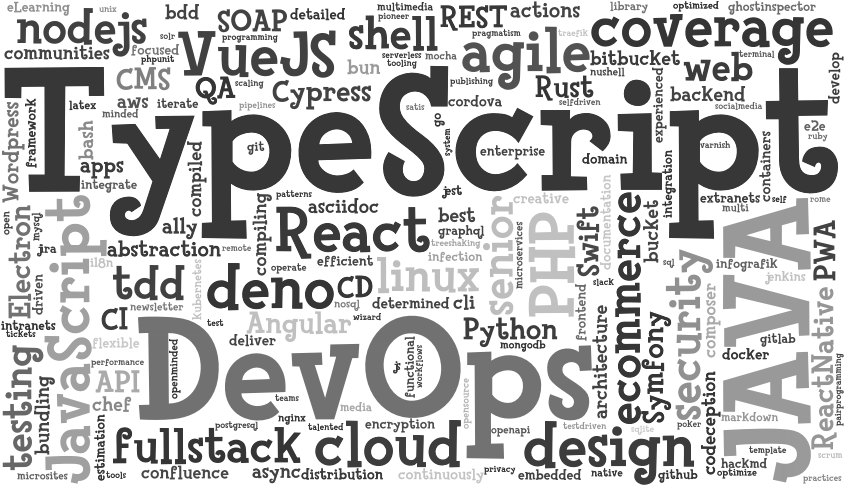 eLearning
unix
bdd
SOAP
detailed
multimedia
pioneer
REST
actions
library
optimized
ghostinspector
nodejs
solr
programming
shell
pragmatism
traefik
coverage
communities
focused
phpunit
VueJS
serverless
tooling
mocha
agile
bitbucket
terminal
web
develop
CMS
QA
scaling
bun
publishing
nushell
Rust
backend
experienced
aws
iterate
pipelines
Cypress
satis
cordova
selfdriven
socialmedia
latex
minded
TypeScript
go
system
Wordpress
framework
bash
git
enterprise
domain
varnish
e2e
ruby
apps
compiled
integrate
jest
integration
containers
extranets
self
rome
multi
open
mysql
JavaScript
ally
patterns
asciidoc
React
best
graphql
treeshaking
infection
creative
senior
microservices
PHP
Swift
documentation
ecommerce
bucket
JAVA
PWA
Electron
jira
i18n
abstraction
remote
compiling
operate
efficient
linux
slack
sql
infografik
jenkins
driven
tdd
kubernetes
deno
CD
nosql
determined
cli
frontend
security
composer
intranets
tickets
newsletter
CI
test
Angular
wizard
Python
mongodb
architecture
Symfony
gitlab
docker
ReactNative
pairprogramming
flexible
performance
deliver
DevOps
openminded
functional
workflows
testing
bundling
API
chef
teams
media
opensource
postgresql
nginx
talented
encryption
openapi
testdriven
sqlite
poker
markdown
codeception
estimation
fullstack
cloud
design
template
scrum
hackmd
optimize
microsites
tools
confluence
async
distribution
continuously
privacy
embedded
native
github
practices